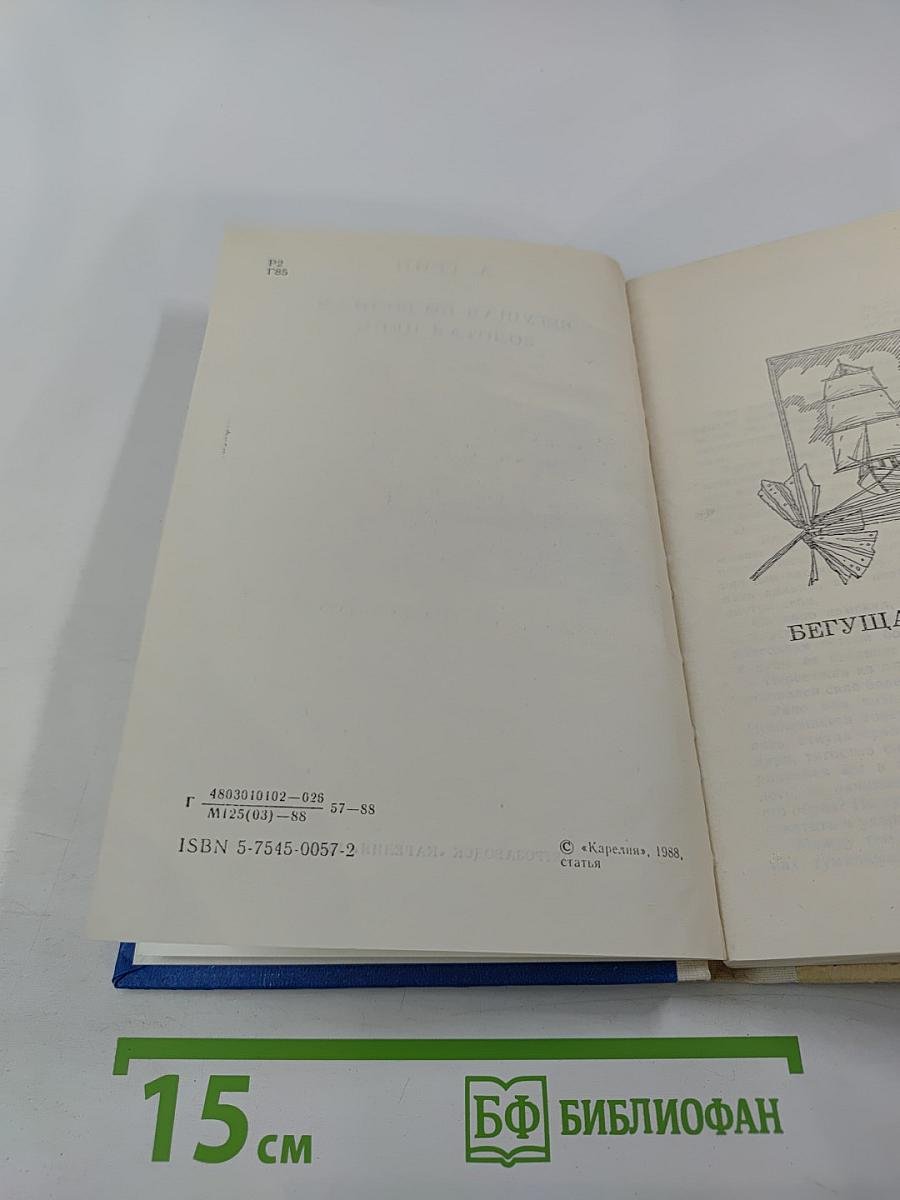 Р2
Г85
Г 4803010102—026
М125(03)—88
57—88
ISBN 5-7545-0057-2
© «Карелия», 1988,
статья
БЕГУЩА
15 см
БФ БИБЛИОФАН